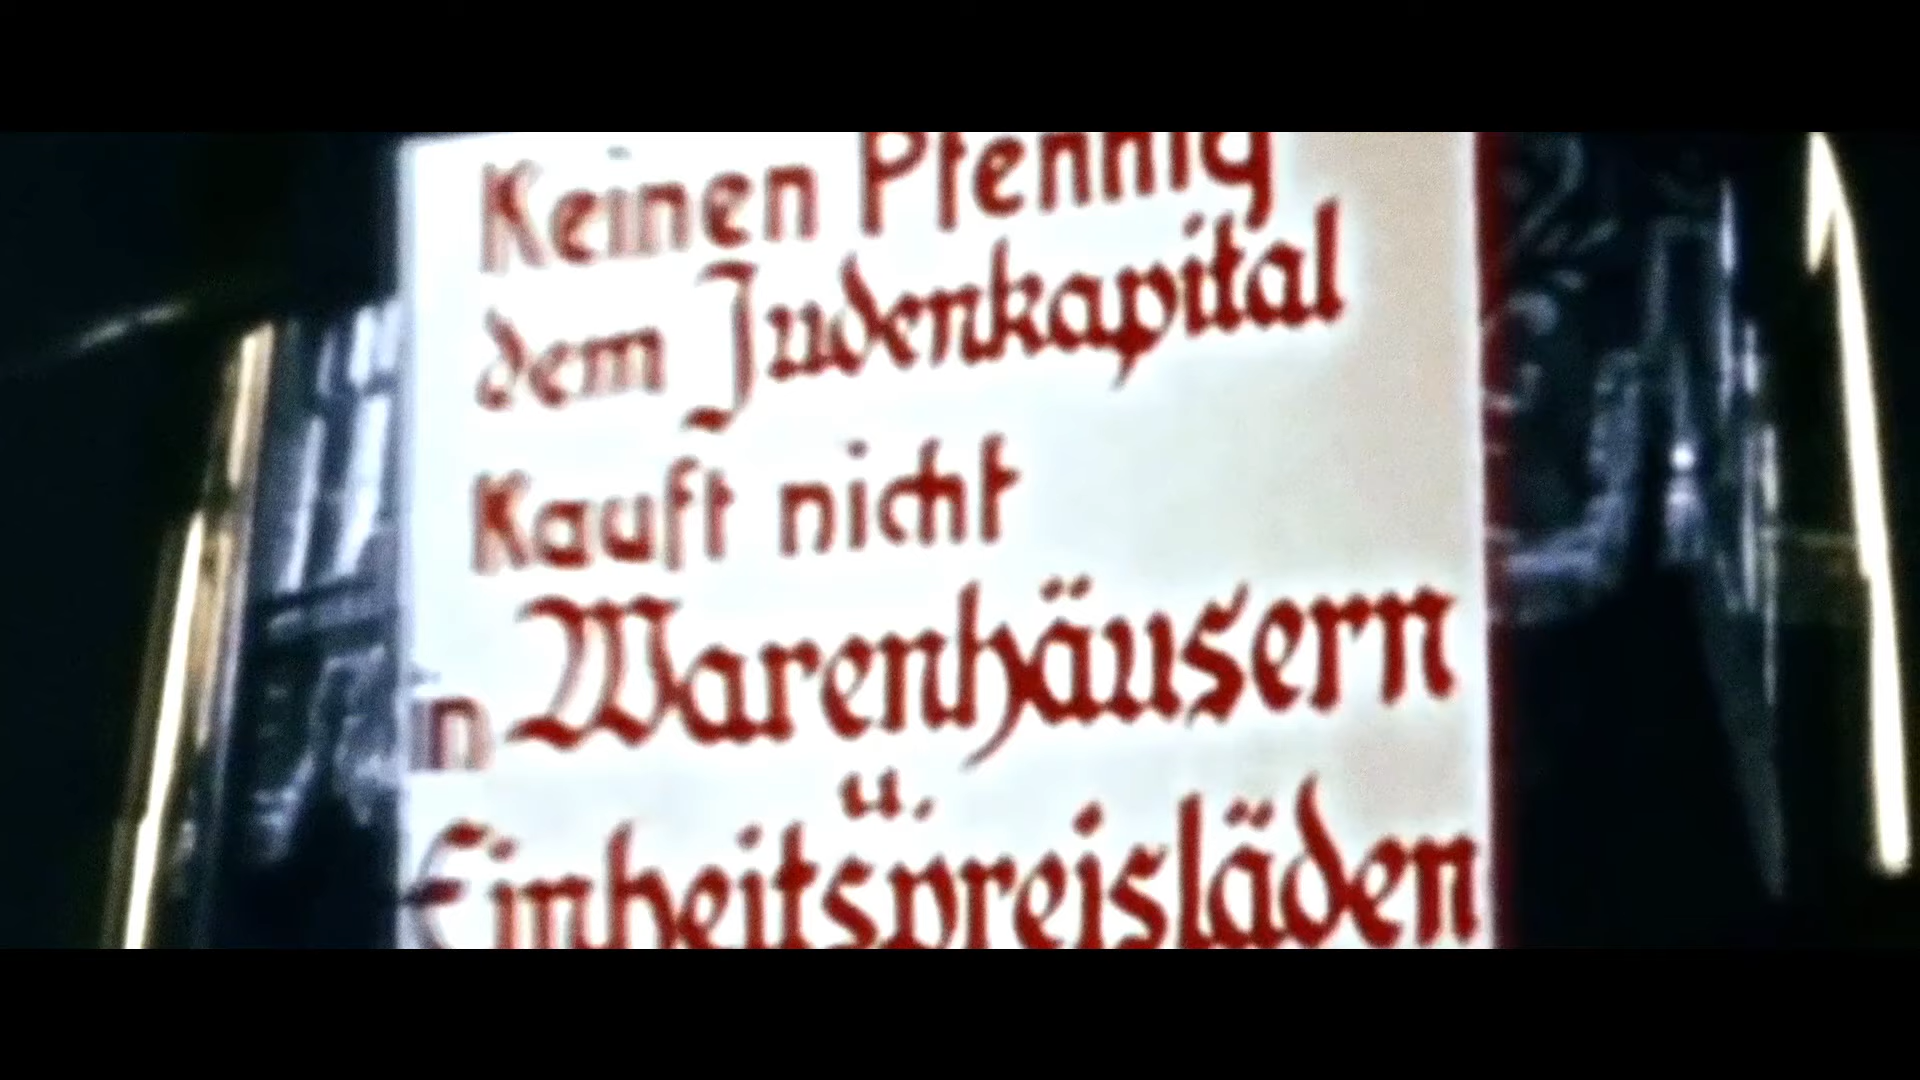 Keinen Pfennig
dem Judenkapital
Kauft nicht
in Warenhäusern
u.
Einheitspreisläden